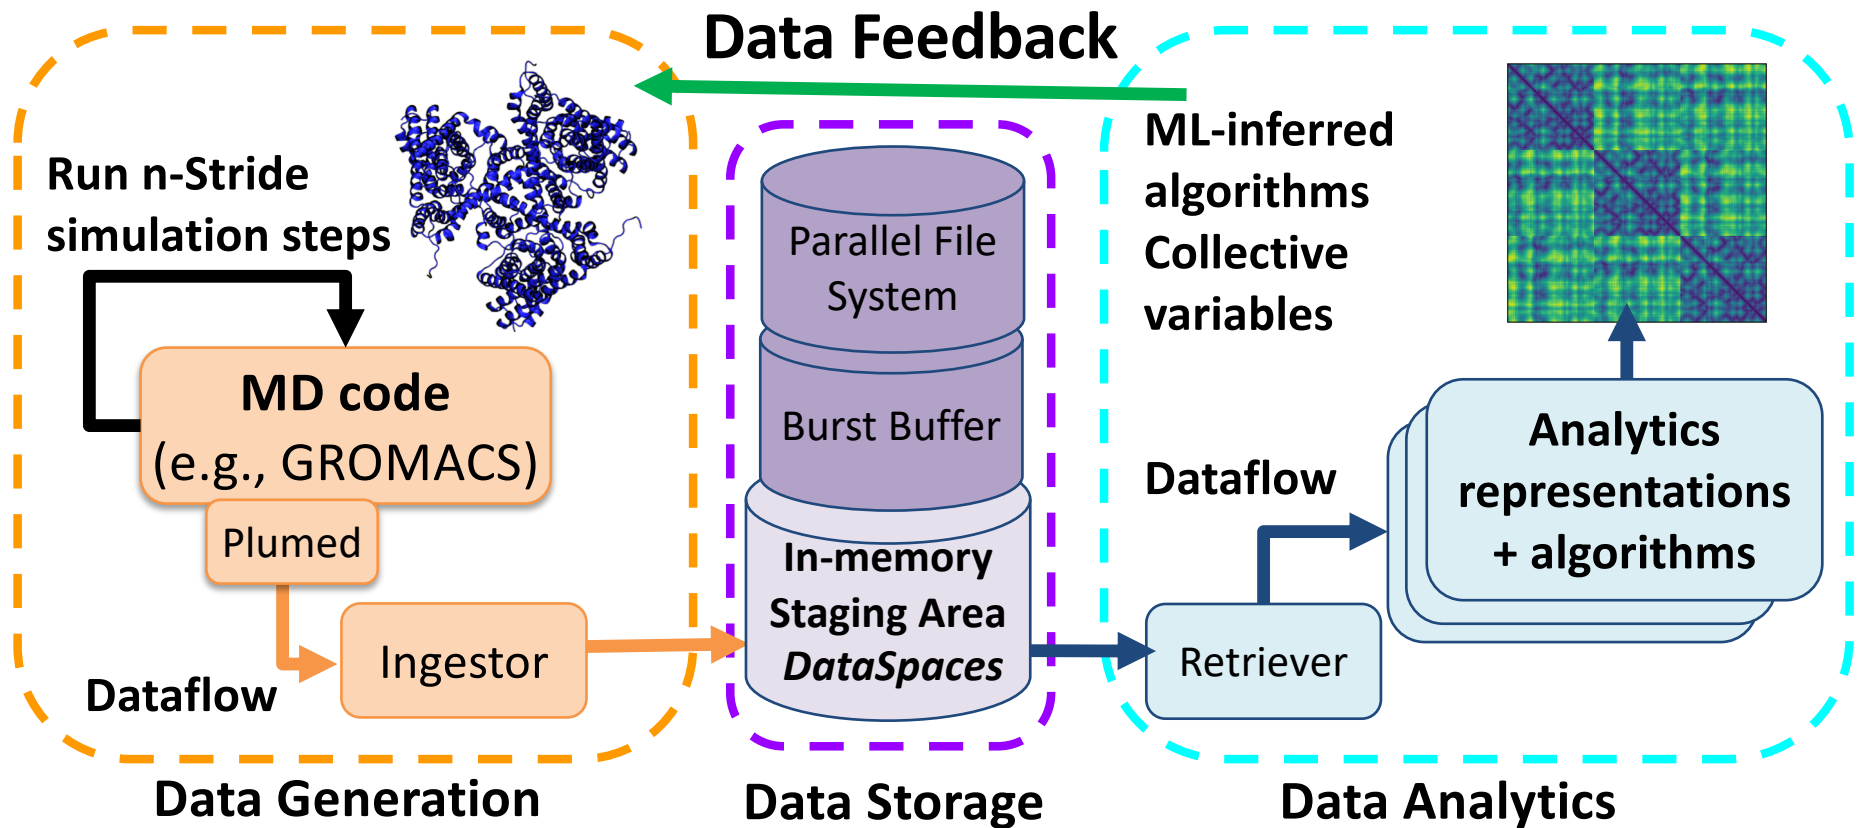 Data Feedback
Run n-Stride
simulation steps
MD code
(e.g., GROMACS)
Plumed
Ingestor
Dataflow
Data Generation
Parallel File
System
Burst Buffer
In-memory
Staging Area
DataSpaces
Data Storage
ML-inferred
algorithms
Collective
variables
Dataflow
Analytics
representations
+ algorithms
Retriever
Data Analytics